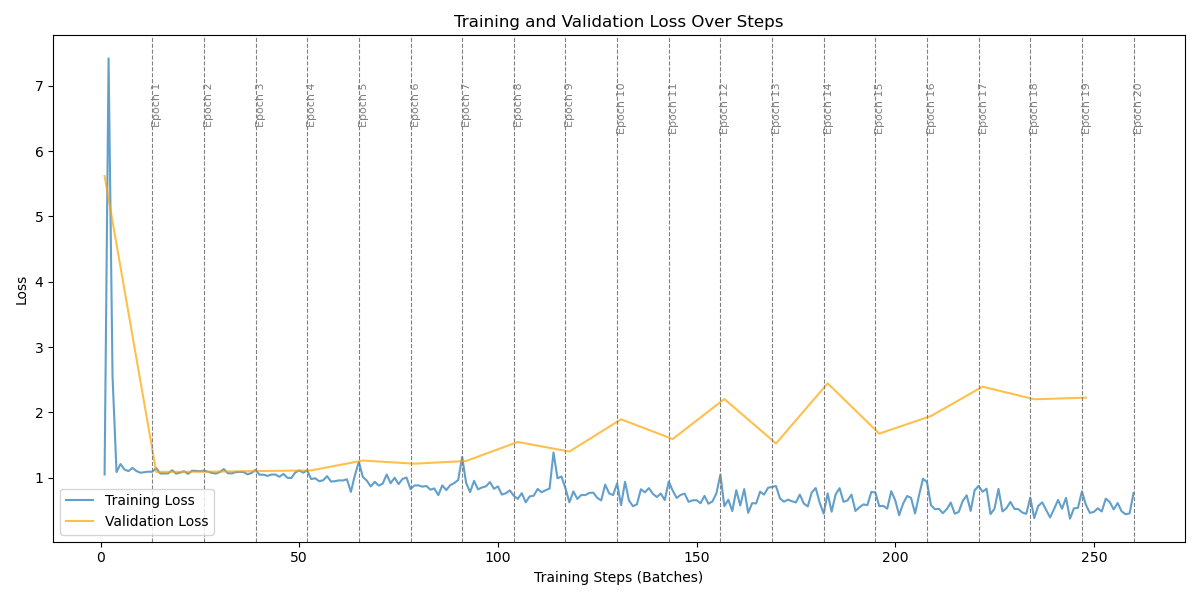 Training and Validation Loss Over Steps
Loss
7
6
5
4
3
2
1
Epoch 1
Epoch 2
Epoch 3
Epoch 4
Epoch 5
Epoch 6
Epoch 7
Epoch 8
Epoch 9
Epoch 10
Epoch 11
Epoch 12
Epoch 13
Epoch 14
Epoch 15
Epoch 16
Epoch 17
Epoch 18
Epoch 19
Epoch 20
Training Loss
Validation Loss
0 50 100 150 200 250
Training Steps (Batches)